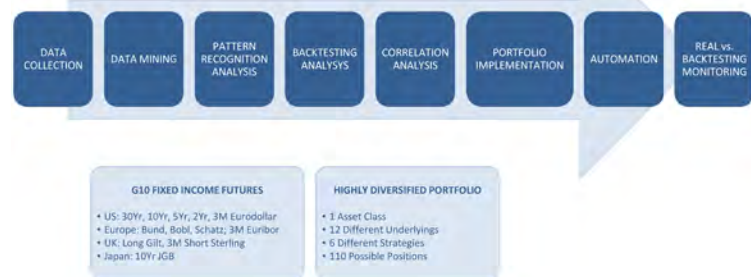 DATA
COLLECTION
DATA MINING
PATTERN
RECOGNITION
ANALYSIS
BACKTESTING
ANALYSYS
CORRELATION
ANALYSIS
PORTFOLIO
IMPLEMENTATION
AUTOMATION
REAL vs.
BACKTESTING
MONITORING
G10 FIXED INCOME FUTURES
• US: 30Yr, 10Yr, 5Yr, 2Yr, 3M Eurodollar
• Europe: Bund, Bobl, Schatz; 3M Euribor
• UK: Long Gilt, 3M Short Sterling
• Japan: 10Yr JGB
HIGHLY DIVERSIFIED PORTFOLIO
• 1 Asset Class
• 12 Different Underlyings
• 6 Different Strategies
• 110 Possible Positions